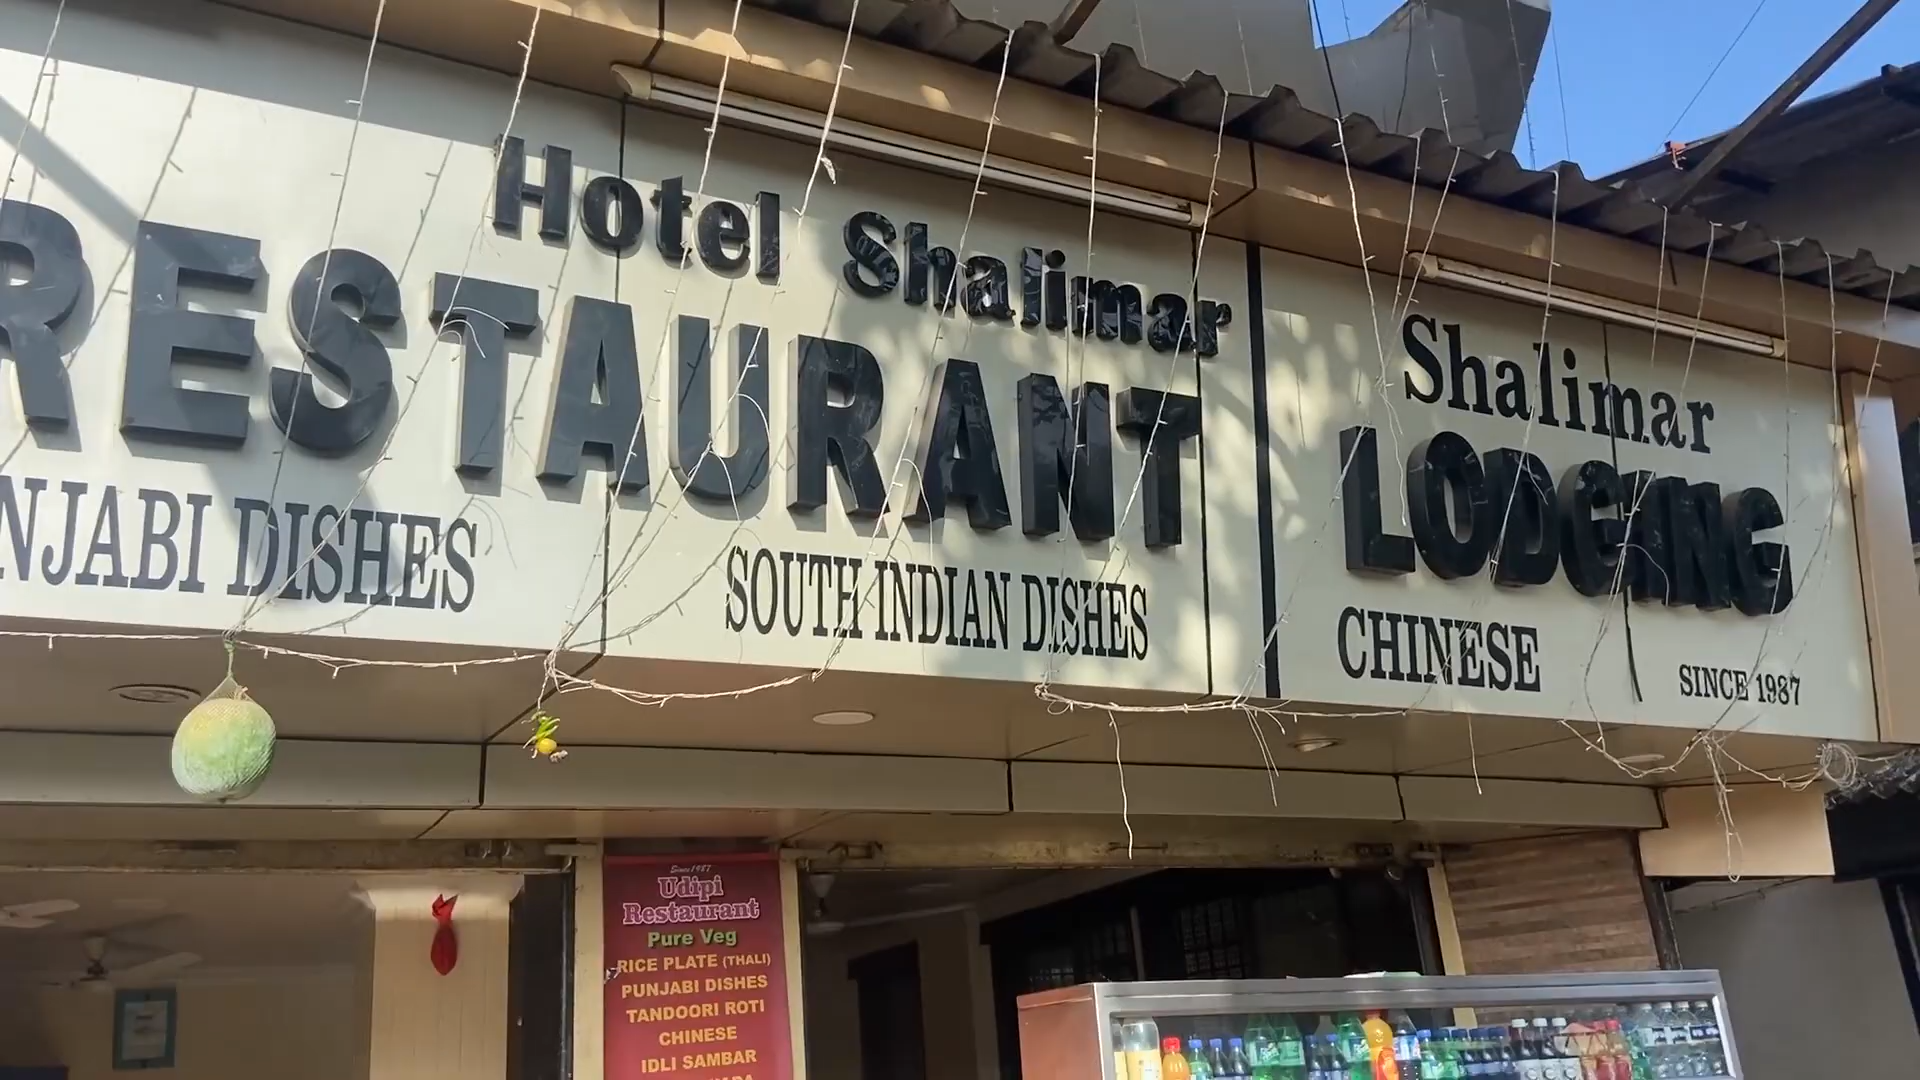 Hotel Shalimar
RESTAURANT
NJABI DISHES
SOUTH INDIAN DISHES
Shalimar
LODGING
CHINESE
SINCE 1987
Since 1987
Udipi
Restaurant
Pure Veg
RICE PLATE (THALI)
PUNJABI DISHES
TANDOORI ROTI
CHINESE
IDLI SAMBAR